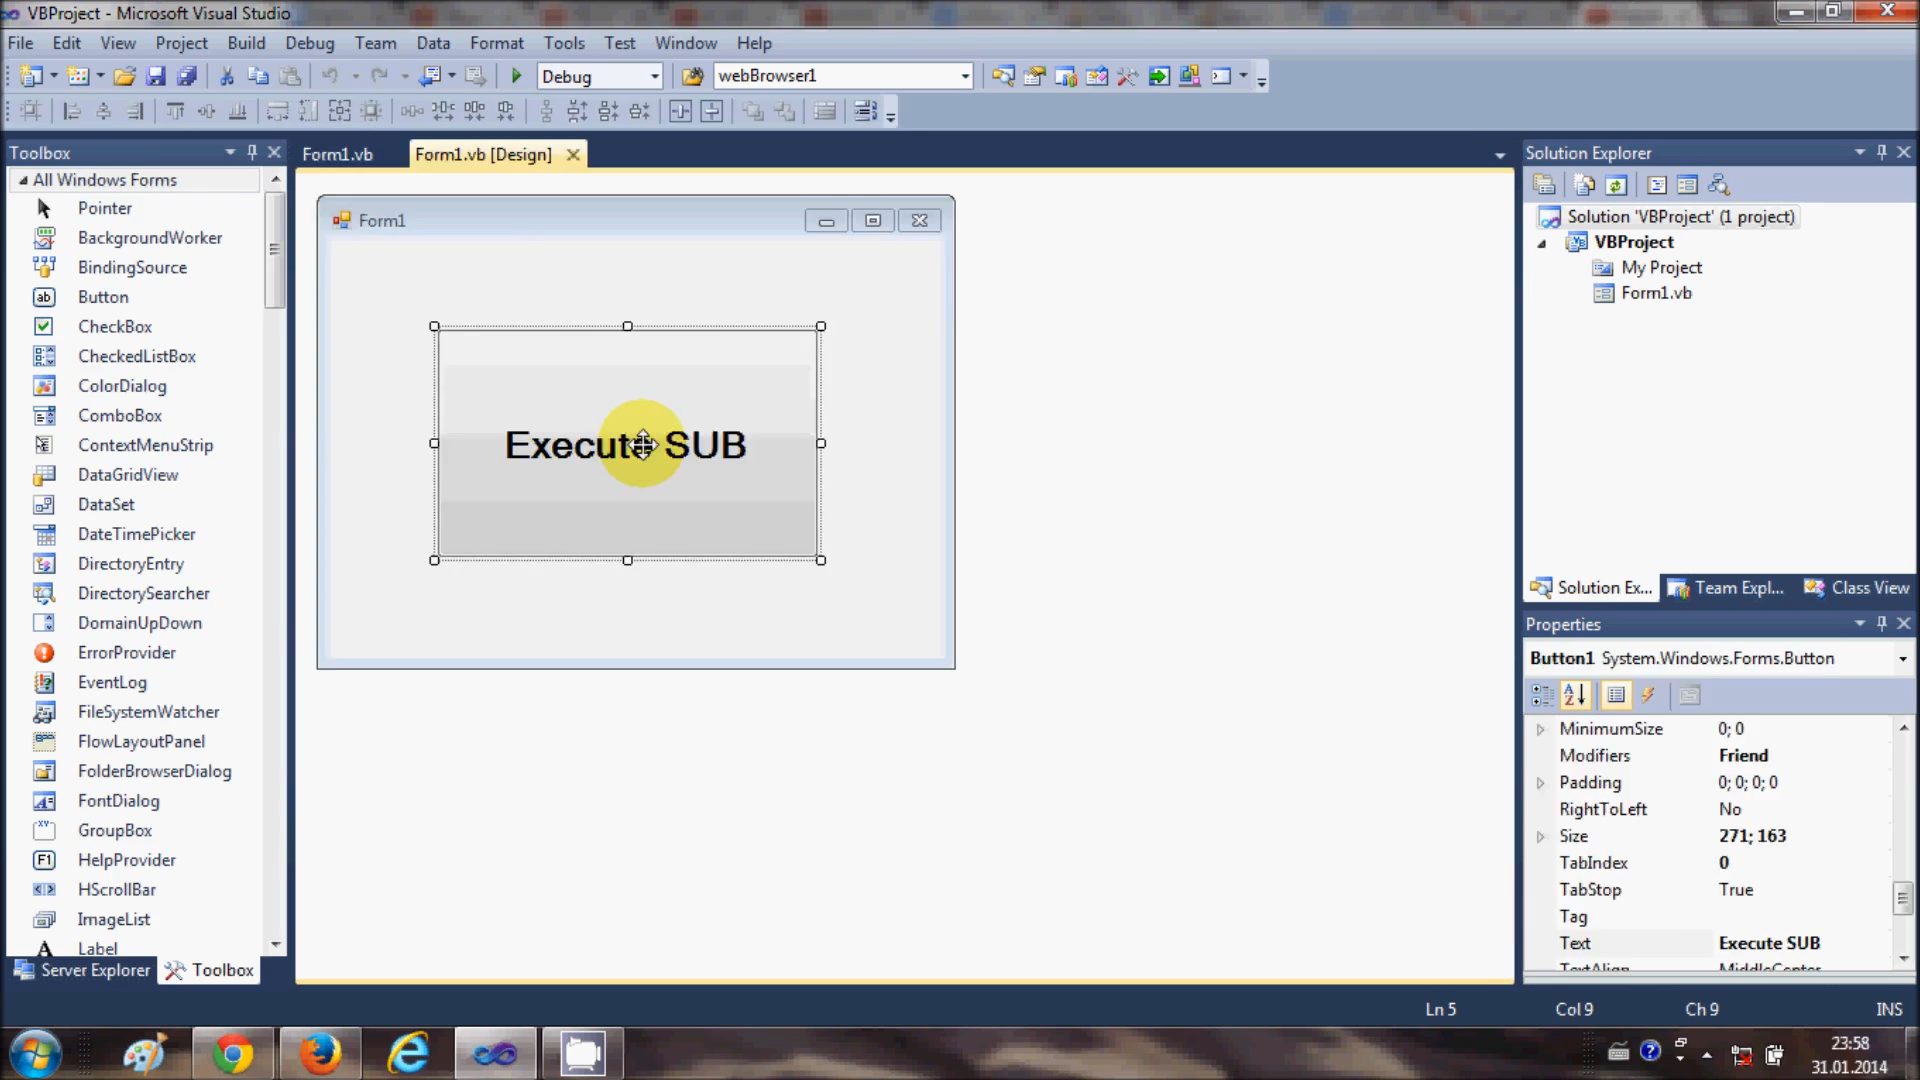 VBProject - Microsoft Visual Studio
File Edit View Project Build Debug Team Data Format Tools Test Window Help
Debug webBrowser1
Toolbox
All Windows Forms
Pointer
BackgroundWorker
BindingSource
Button
CheckBox
CheckedListBox
ColorDialog
ComboBox
ContextMenuStrip
DataGridView
DataSet
DateTimePicker
DirectoryEntry
DirectorySearcher
DomainUpDown
ErrorProvider
EventLog
FileSystemWatcher
FlowLayoutPanel
FolderBrowserDialog
FontDialog
GroupBox
HelpProvider
HScrollBar
ImageList
Label
Server Explorer Toolbox
Form1.vb Form1.vb [Design]
Form1
Execute SUB
Solution Explorer
Solution 'VBProject' (1 project)
VBProject
My Project
Form1.vb
Solution Ex... Team Expl... Class View
Properties
Button1 System.Windows.Forms.Button
MinimumSize 0; 0
Modifiers Friend
Padding 0; 0; 0; 0
RightToLeft No
Size 271; 163
TabIndex 0
TabStop True
Tag
Text Execute SUB
TextAlign MiddleCenter
Ln 5 Col 9 Ch 9 INS
23:58
31.01.2014